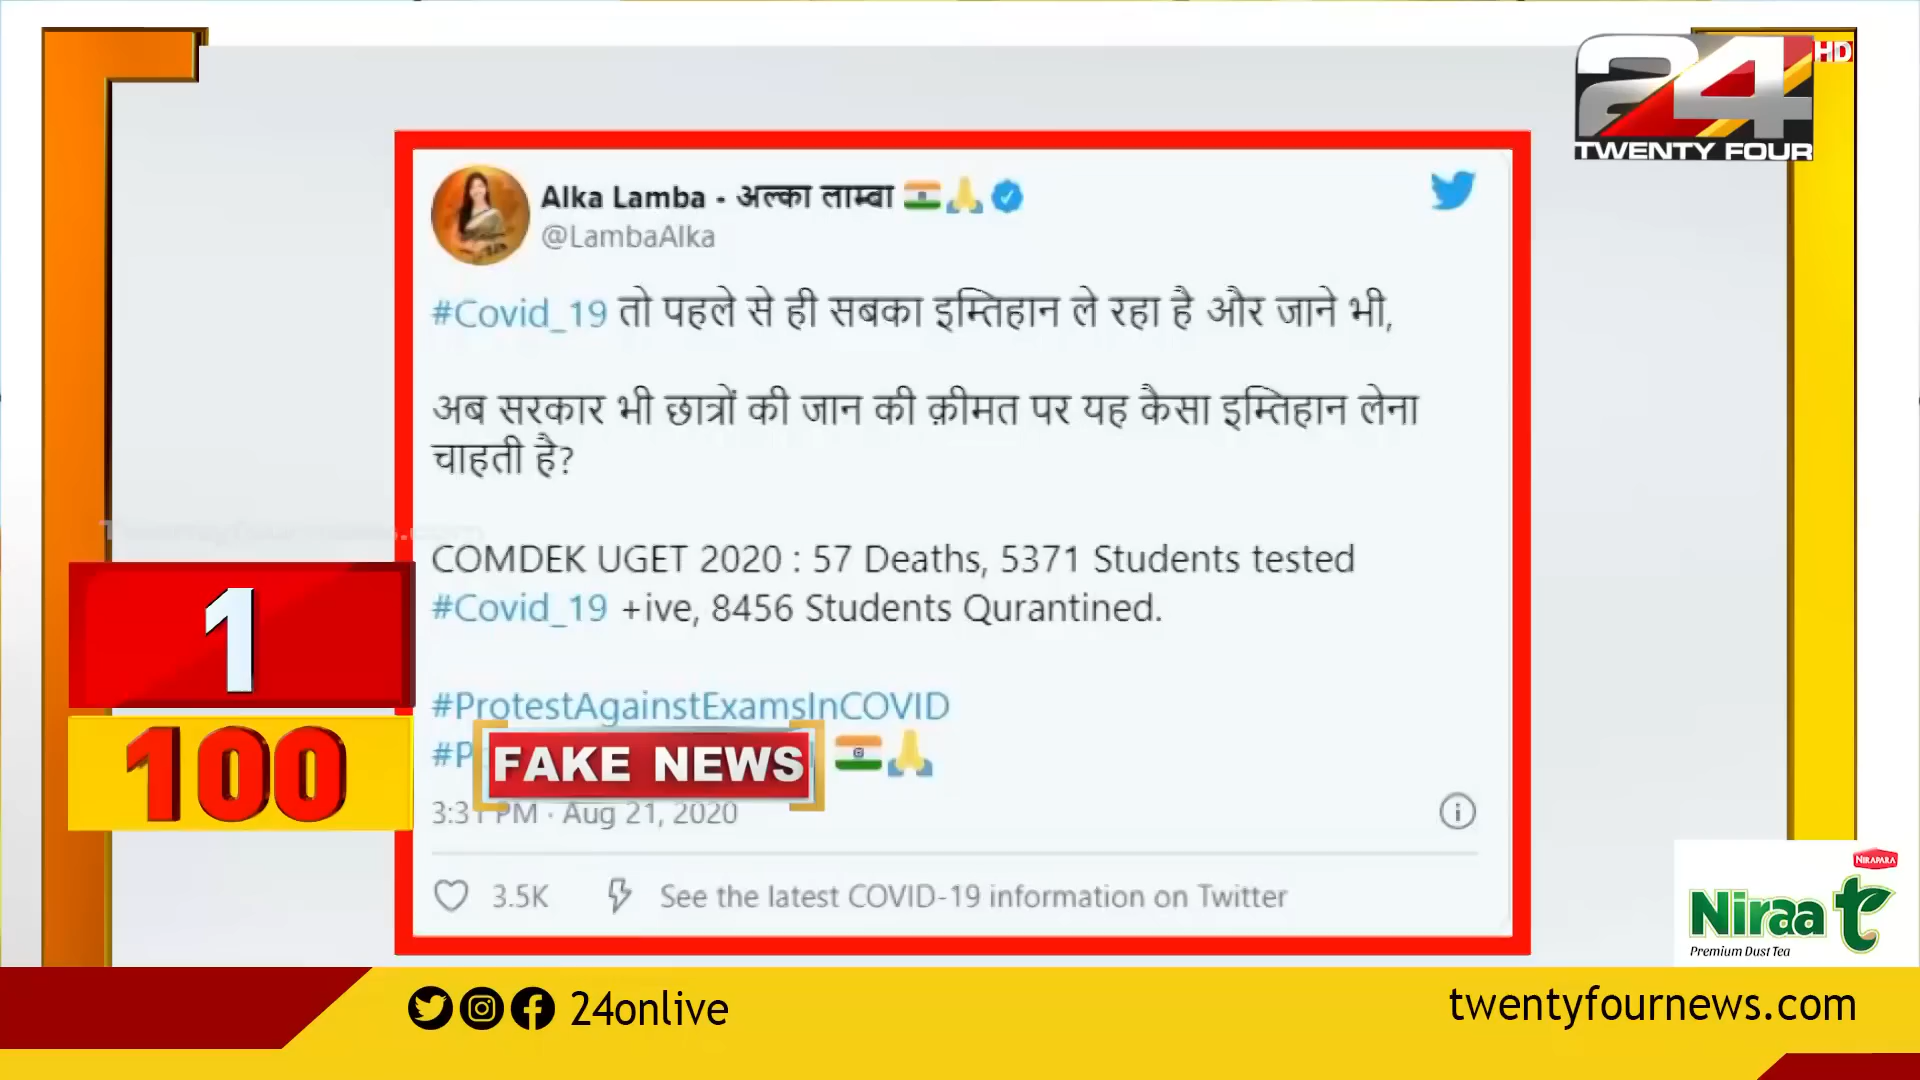 24
HD
TWENTY FOUR
Alka Lamba - अल्का लाम्बा
@LambaAlka
#Covid_19 तो पहले से ही सबका इम्तिहान ले रहा है और जाने भी,
अब सरकार भी छात्रों की जान की क़ीमत पर यह कैसा इम्तिहान लेना
चाहती है?
COMDEK UGET 2020 : 57 Deaths, 5371 Students tested
#Covid_19 +ive, 8456 Students Qurantined.
#ProtestAgainstExamsInCOVID
FAKE NEWS
3:31 PM · Aug 21, 2020
3.5K
See the latest COVID-19 information on Twitter
1
100
NIRAPARA
Niraa t
Premium Dust Tea
24onlive
twentyfournews.com